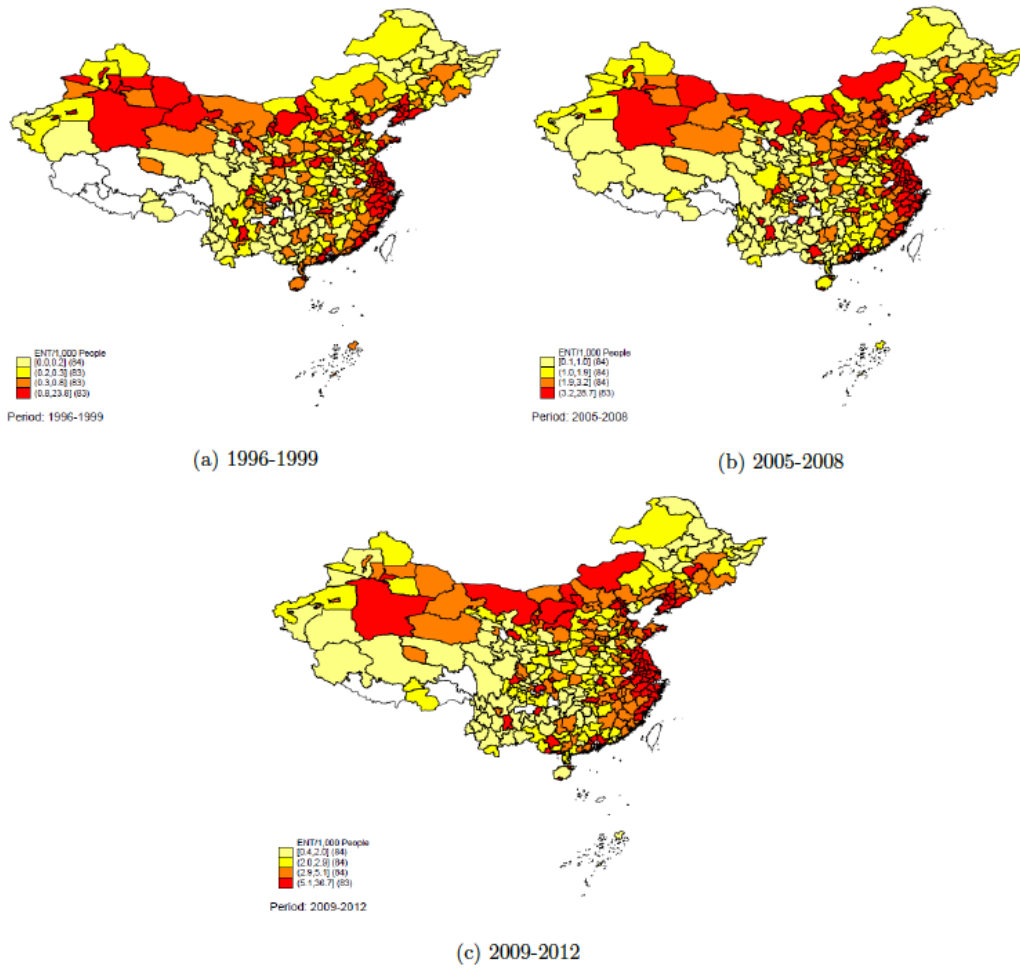 ENT/1,000 People
[0.0,0.2] (84)
(0.2,0.3] (83)
(0.3,0.8] (83)
(0.8,23.8] (83)
Period: 1996-1999
(a) 1996-1999
ENT/1,000 People
[0.1,1.0] (84)
(1.0,1.9] (84)
(1.9,3.2] (84)
(3.2,28.7] (83)
Period: 2005-2008
(b) 2005-2008
ENT/1,000 People
[0.4,2.0] (84)
(2.0,2.9] (84)
(2.9,5.1] (84)
(5.1,36.7] (83)
Period: 2009-2012
(c) 2009-2012